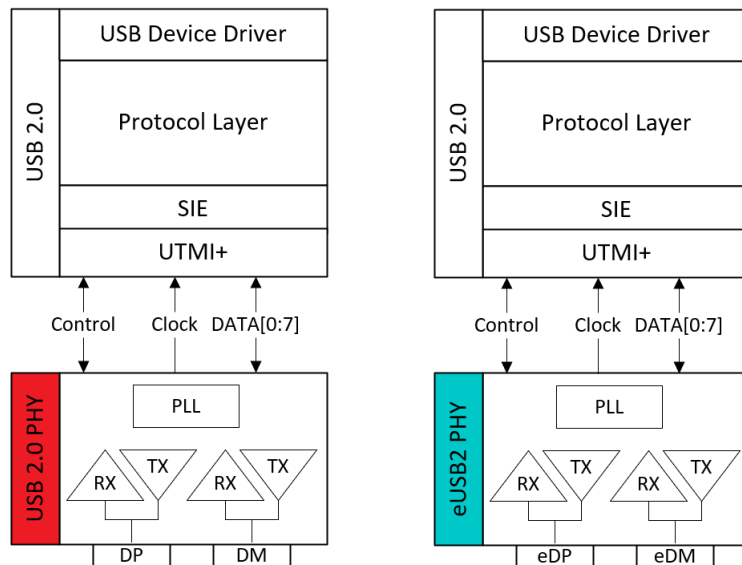 USB 2.0
USB Device Driver
Protocol Layer
SIE
UTMI+
Control
Clock
DATA[0:7]
USB 2.0 PHY
PLL
RX
TX
RX
TX
DP
DM
USB 2.0
USB Device Driver
Protocol Layer
SIE
UTMI+
Control
Clock
DATA[0:7]
eUSB2 PHY
PLL
RX
TX
RX
TX
eDP
eDM